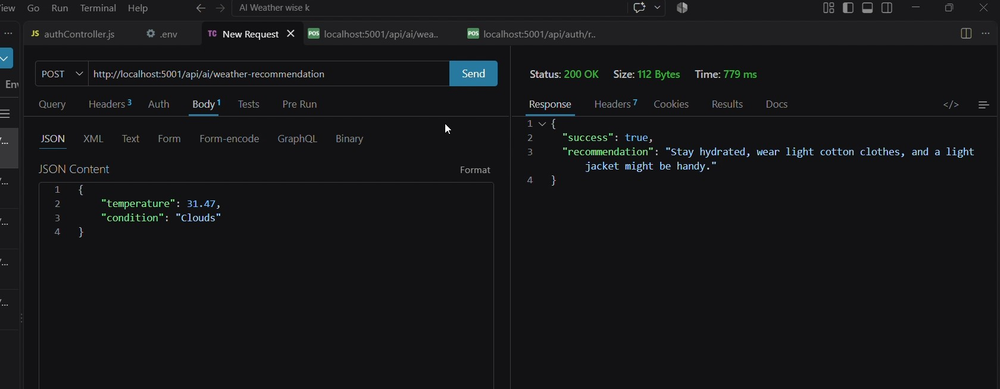 iew Go Run Terminal Help
AI Weather wise k
JS authController.js
.env
TC New Request
POS localhost:5001/api/ai/wea..
POS localhost:5001/api/auth/r..
POST http://localhost:5001/api/ai/weather-recommendation Send
Status: 200 OK Size: 112 Bytes Time: 779 ms
En
Query Headers 3 Auth Body 1 Tests Pre Run
Response Headers 7 Cookies Results Docs </>
JSON XML Text Form Form-encode GraphQL Binary
JSON Content Format
1 {
2 "temperature": 31.47,
3 "condition": "Clouds"
4 }
1 {
2 "success": true,
3 "recommendation": "Stay hydrated, wear light cotton clothes, and a light
jacket might be handy."
4 }
/...
/...
/...
/...
/...